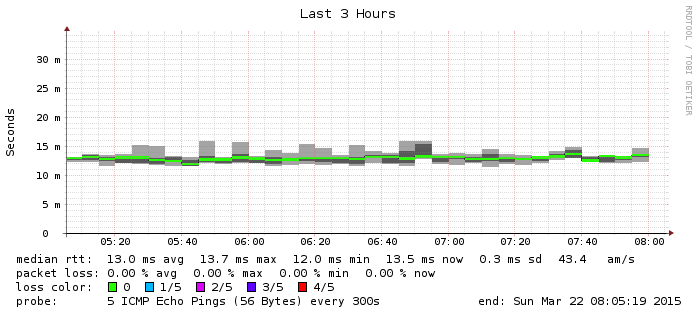 Last 3 Hours
RRDTOOL / TOBI OETIKER
Seconds
30 m
25 m
20 m
15 m
10 m
5 m
0
05:20 05:40 06:00 06:20 06:40 07:00 07:20 07:40 08:00
median rtt: 13.0 ms avg 13.7 ms max 12.0 ms min 13.5 ms now 0.3 ms sd 43.4 am/s
packet loss: 0.00 % avg 0.00 % max 0.00 % min 0.00 % now
loss color: 0 1/5 2/5 3/5 4/5
probe: 5 ICMP Echo Pings (56 Bytes) every 300s end: Sun Mar 22 08:05:19 2015